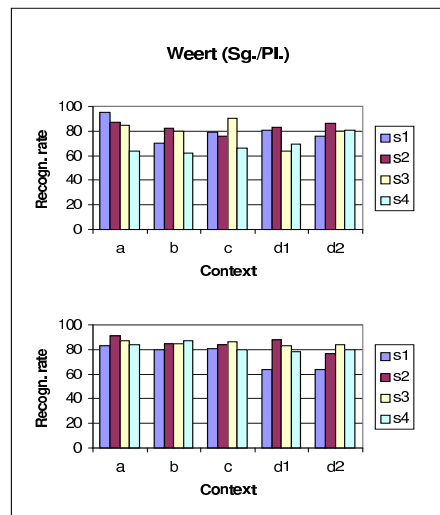 Weert (Sg./Pl.)
Recogn. rate
100
80
60
40
20
0
a b c d1 d2
Context
s1
s2
s3
s4
Recogn. rate
100
80
60
40
20
0
a b c d1 d2
Context
s1
s2
s3
s4